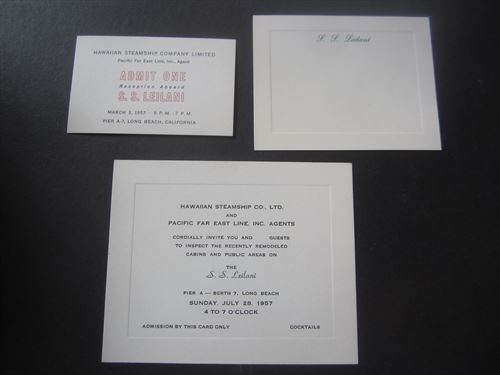 HAWAIIAN STEAMSHIP COMPANY LIMITED
Pacific Far East Line, Inc., Agent
ADMIT ONE
Reception Aboard
S. S. LEILANI
MARCH 3, 1957 - 5 P.M. - 7 P.M.
PIER A-7, LONG BEACH, CALIFORNIA
S. S. Leilani
HAWAIIAN STEAMSHIP CO., LTD.
AND
PACIFIC FAR EAST LINE, INC. AGENTS
CORDIALLY INVITE YOU AND GUESTS
TO INSPECT THE RECENTLY REMODELED
CABINS AND PUBLIC AREAS ON
THE
S. S. Leilani
PIER A — BERTH 7, LONG BEACH
SUNDAY, JULY 28, 1957
4 TO 7 O'CLOCK
ADMISSION BY THIS CARD ONLY COCKTAILS